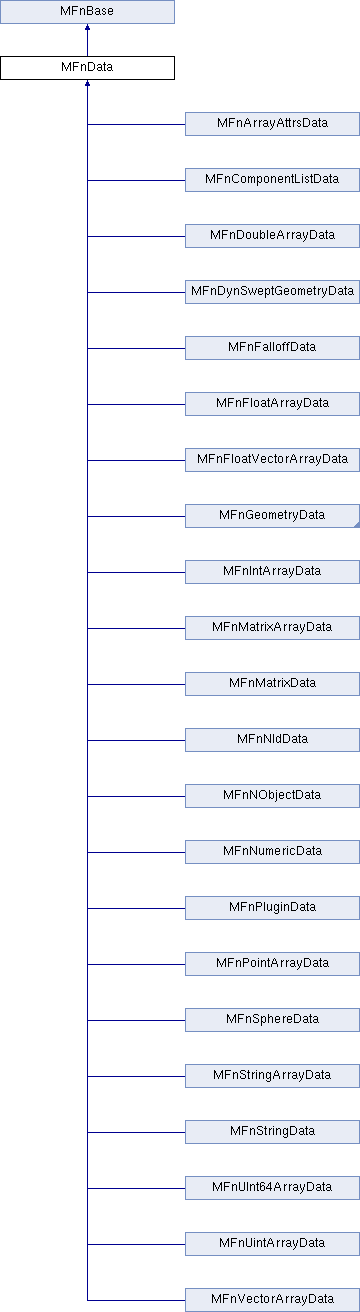 MFnBase
MFnData
MFnArrayAttrsData
MFnComponentListData
MFnDoubleArrayData
MFnDynSweptGeometryData
MFnFalloffData
MFnFloatArrayData
MFnFloatVectorArrayData
MFnGeometryData
MFnIntArrayData
MFnMatrixArrayData
MFnMatrixData
MFnNIdData
MFnNObjectData
MFnNumericData
MFnPluginData
MFnPointArrayData
MFnSphereData
MFnStringArrayData
MFnStringData
MFnUInt64ArrayData
MFnUintArrayData
MFnVectorArrayData